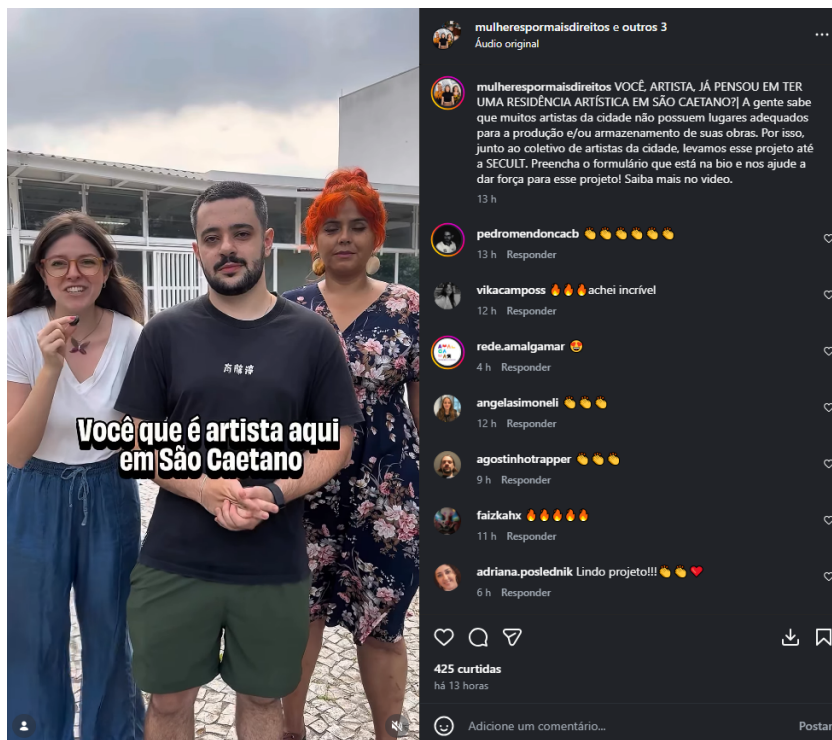 mulherespormaisdireitos e outros 3
Áudio original
mulherespormaisdireitos VOCÊ, ARTISTA, JÁ PENSOU EM TER
UMA RESIDÊNCIA ARTÍSTICA EM SÃO CAETANO?| A gente sabe
que muitos artistas da cidade não possuem lugares adequados
para a produção e/ou armazenamento de suas obras. Por isso,
junto ao coletivo de artistas da cidade, levamos esse projeto até
a SECULT. Preencha o formulário que está na bio e nos ajude a
dar força para esse projeto! Saiba mais no video.
13 h
pedromendoncacb 👏👏👏👏👏👏
13 h Responder
vikacamposs 🔥🔥🔥achei incrível
12 h Responder
rede.amalgamar 🤩
4 h Responder
angelasimoneli 👏👏👏
12 h Responder
agostinhotrapper 👏👏👏
9 h Responder
faizkahx 🔥🔥🔥🔥🔥
11 h Responder
adriana.poslednik Lindo projeto!!!👏👏❤️
6 h Responder
425 curtidas
há 13 horas
Adicione um comentário...
Postar
Você que é artista aqui
em São Caetano